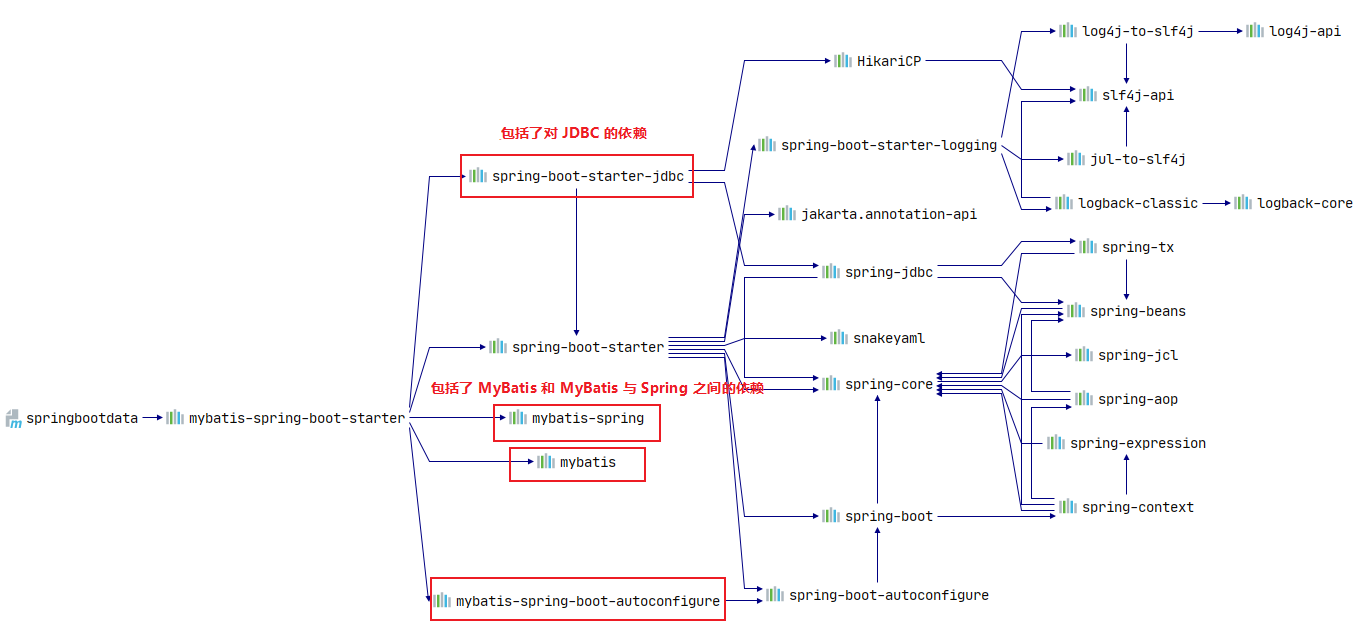 log4j-to-slf4j
log4j-api
HikariCP
slf4j-api
包括了对 JDBC 的依赖
spring-boot-starter-logging
jul-to-slf4j
spring-boot-starter-jdbc
logback-classic
logback-core
jakarta.annotation-api
spring-tx
spring-jdbc
spring-beans
snakeyaml
spring-boot-starter
spring-jcl
包括了 MyBatis 和 MyBatis 与 Spring 之间的依赖
spring-core
spring-aop
springbootdata
mybatis-spring-boot-starter
mybatis-spring
spring-expression
mybatis
spring-context
spring-boot
mybatis-spring-boot-autoconfigure
spring-boot-autoconfigure